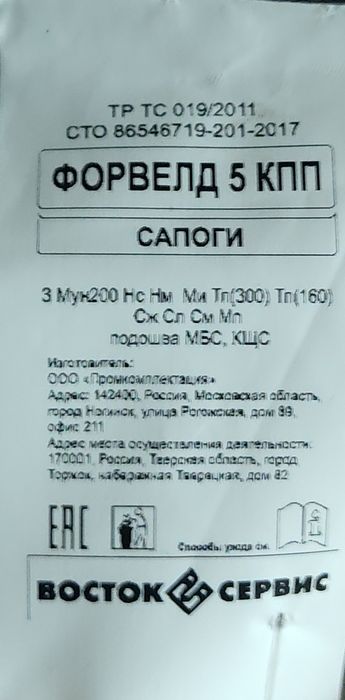 ТР ТС 019/2011
СТО 86546719-201-2017
ФОРВЕЛД 5 КПП
САПОГИ
З Мун200 Нс Нм Ми Тп(300) Тп(160)
Сж Сл См Мп
подошва МБС, КЩС
Изготовитель:
ООО «Промкомплектация»
Адрес: 142400, Россия, Московская область,
город Ногинск, улица Рогожская, дом 89,
офис 211
Адрес места осуществления деятельности:
170001, Россия, Тверская область, город
Торжок, набережная Тверецкая, дом 82
ЕАС
Способы ухода см.
ВОСТОК СЕРВИС